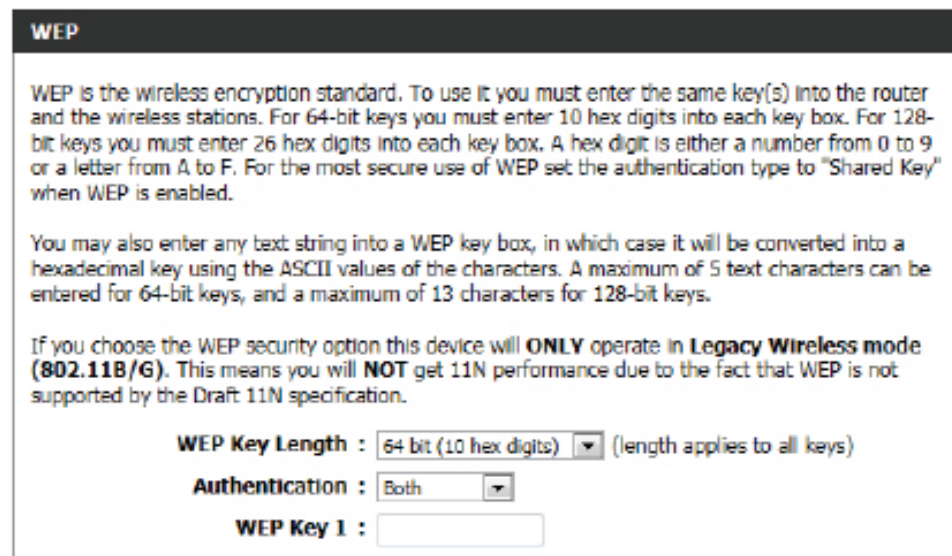 WEP
WEP is the wireless encryption standard. To use it you must enter the same key(s) into the router
and the wireless stations. For 64-bit keys you must enter 10 hex digits into each key box. For 128-
bit keys you must enter 26 hex digits into each key box. A hex digit is either a number from 0 to 9
or a letter from A to F. For the most secure use of WEP set the authentication type to "Shared Key"
when WEP is enabled.
You may also enter any text string into a WEP key box, in which case it will be converted into a
hexadecimal key using the ASCII values of the characters. A maximum of 5 text characters can be
entered for 64-bit keys, and a maximum of 13 characters for 128-bit keys.
If you choose the WEP security option this device will ONLY operate in Legacy Wireless mode
(802.11B/G). This means you will NOT get 11N performance due to the fact that WEP is not
supported by the Draft 11N specification.
WEP Key Length : 64 bit (10 hex digits) (length applies to all keys)
Authentication : Both
WEP Key 1 :